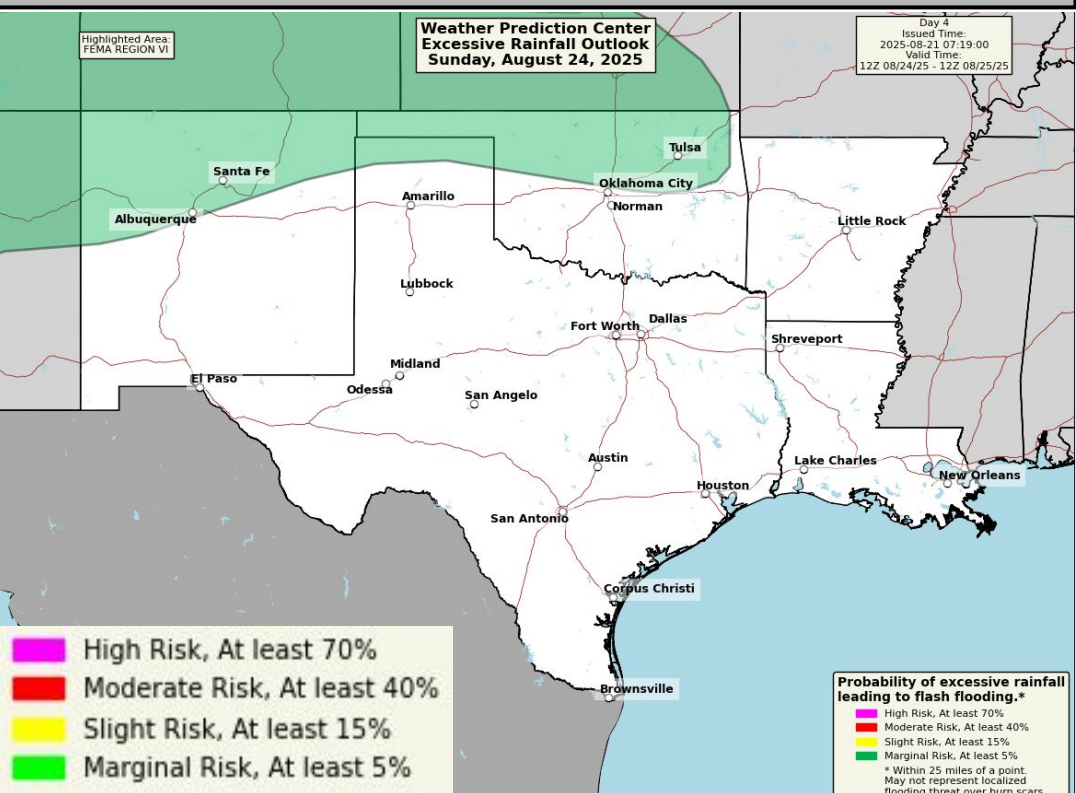 Highlighted Area:
FEMA REGION VI
Weather Prediction Center
Excessive Rainfall Outlook
Sunday, August 24, 2025
Day 4
Issued Time:
2025-08-21 07:19:00
Valid Time:
12Z 08/24/25 - 12Z 08/25/25
Tulsa
Santa Fe
Oklahoma City
Amarillo
Norman
Albuquerque
Little Rock
Lubbock
Fort Worth
Dallas
Shreveport
Midland
El Paso
Odessa
San Angelo
Austin
Lake Charles
New Orleans
Houston
San Antonio
Corpus Christi
Brownsville
High Risk, At least 70%
Moderate Risk, At least 40%
Slight Risk, At least 15%
Marginal Risk, At least 5%
Probability of excessive rainfall
leading to flash flooding.*
High Risk, At least 70%
Moderate Risk, At least 40%
Slight Risk, At least 15%
Marginal Risk, At least 5%
* Within 25 miles of a point.
May not represent localized
flooding threat over burn scars